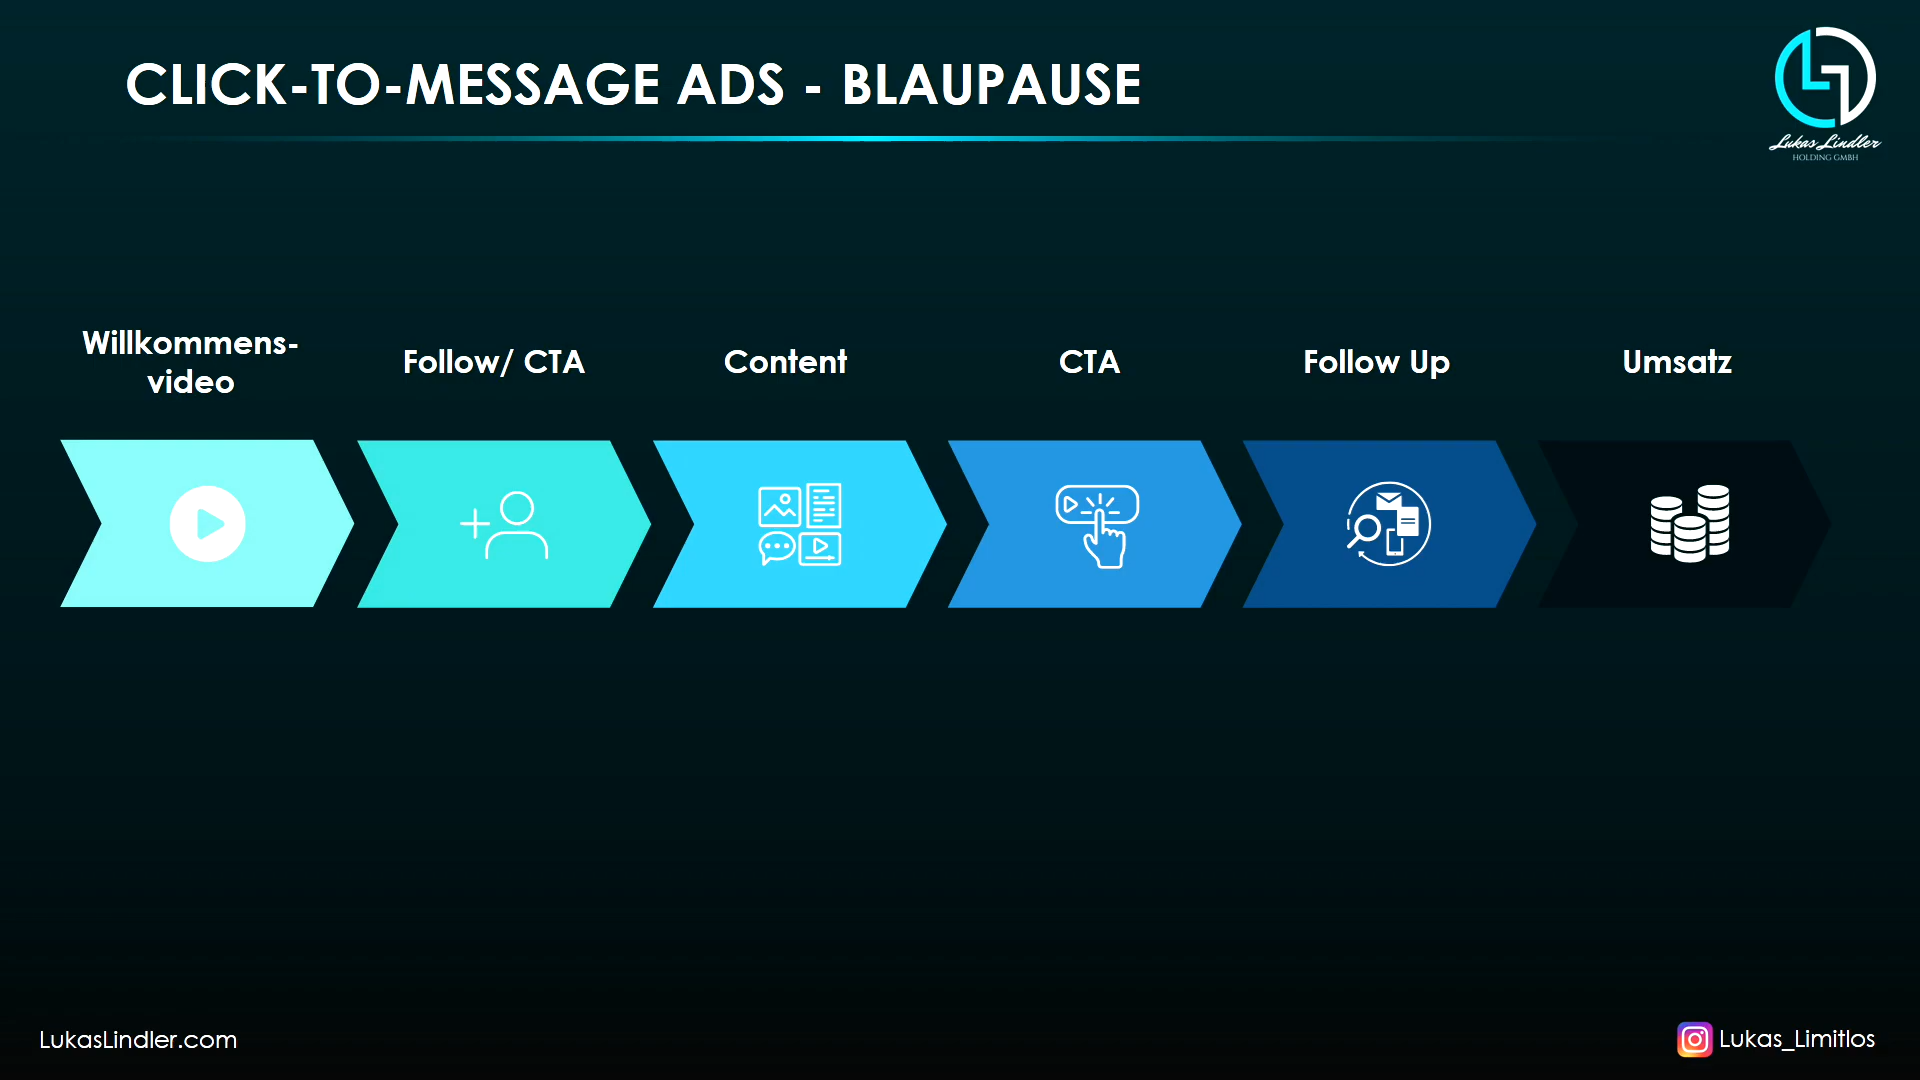 CLICK-TO-MESSAGE ADS - BLAUPAUSE
Lukas Lindler
HOLDING GMBH
Willkommens-
video
Follow/ CTA
Content
CTA
Follow Up
Umsatz
LukasLindler.com
Lukas_Limitlos